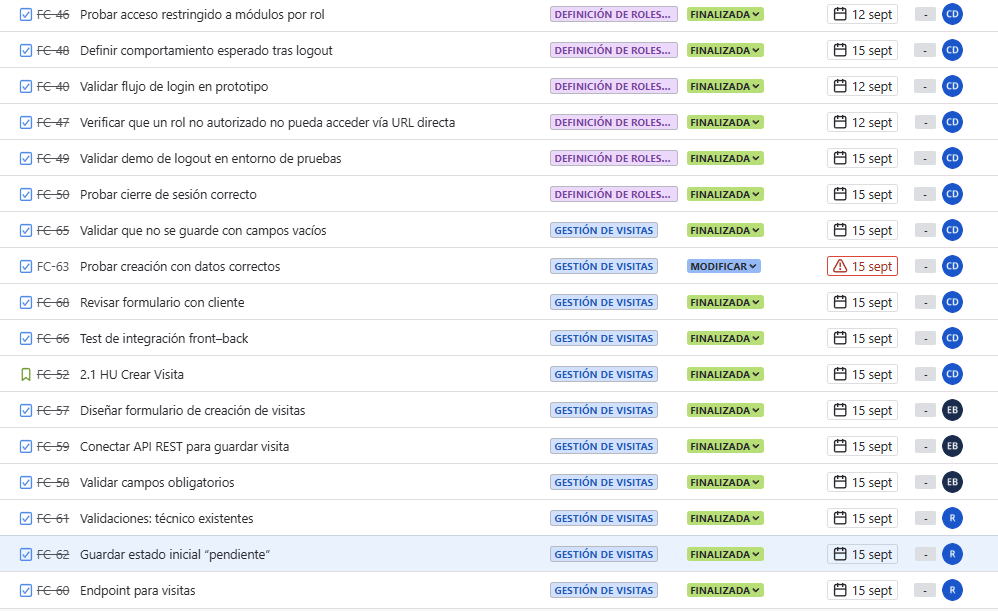 FC-46 Probar acceso restringido a módulos por rol DEFINICIÓN DE ROLES... FINALIZADA 12 sept - CD
FC-48 Definir comportamiento esperado tras logout DEFINICIÓN DE ROLES... FINALIZADA 15 sept - CD
FC-40 Validar flujo de login en prototipo DEFINICIÓN DE ROLES... FINALIZADA 12 sept - CD
FC-47 Verificar que un rol no autorizado no pueda acceder vía URL directa DEFINICIÓN DE ROLES... FINALIZADA 12 sept - CD
FC-49 Validar demo de logout en entorno de pruebas DEFINICIÓN DE ROLES... FINALIZADA 15 sept - CD
FC-50 Probar cierre de sesión correcto DEFINICIÓN DE ROLES... FINALIZADA 15 sept - CD
FC-65 Validar que no se guarde con campos vacíos GESTIÓN DE VISITAS FINALIZADA 15 sept - CD
FC-63 Probar creación con datos correctos GESTIÓN DE VISITAS MODIFICAR 15 sept - CD
FC-68 Revisar formulario con cliente GESTIÓN DE VISITAS FINALIZADA 15 sept - CD
FC-66 Test de integración front–back GESTIÓN DE VISITAS FINALIZADA 15 sept - CD
FC-52 2.1 HU Crear Visita GESTIÓN DE VISITAS FINALIZADA 15 sept - CD
FC-57 Diseñar formulario de creación de visitas GESTIÓN DE VISITAS FINALIZADA 15 sept - EB
FC-59 Conectar API REST para guardar visita GESTIÓN DE VISITAS FINALIZADA 15 sept - EB
FC-58 Validar campos obligatorios GESTIÓN DE VISITAS FINALIZADA 15 sept - EB
FC-61 Validaciones: técnico existentes GESTIÓN DE VISITAS FINALIZADA 15 sept - R
FC-62 Guardar estado inicial “pendiente” GESTIÓN DE VISITAS FINALIZADA 15 sept - R
FC-60 Endpoint para visitas GESTIÓN DE VISITAS FINALIZADA 15 sept - R